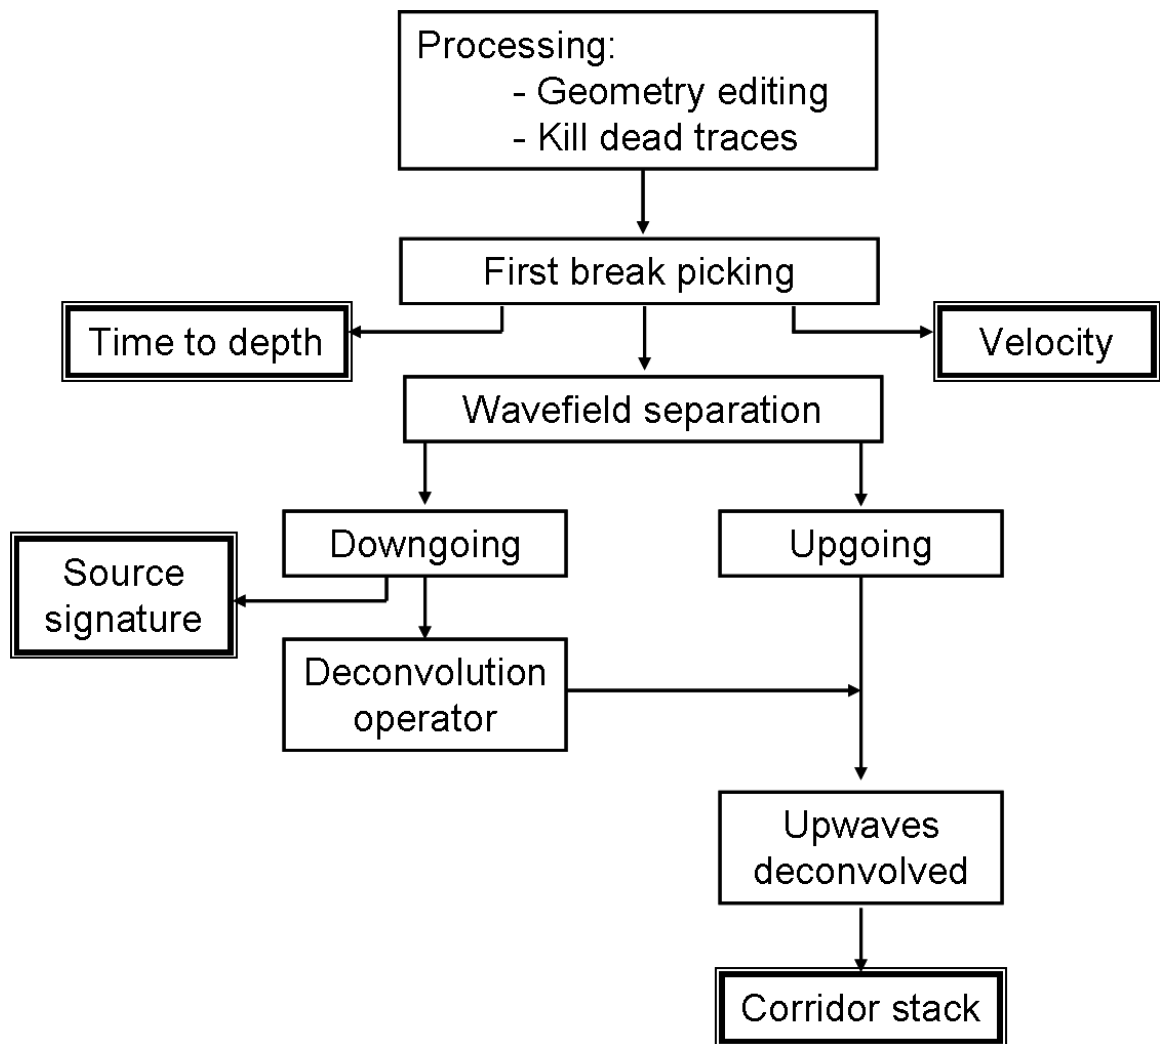 Processing:
- Geometry editing
- Kill dead traces
First break picking
Time to depth
Velocity
Wavefield separation
Downgoing
Upgoing
Source
signature
Deconvolution
operator
Upwaves
deconvolved
Corridor stack